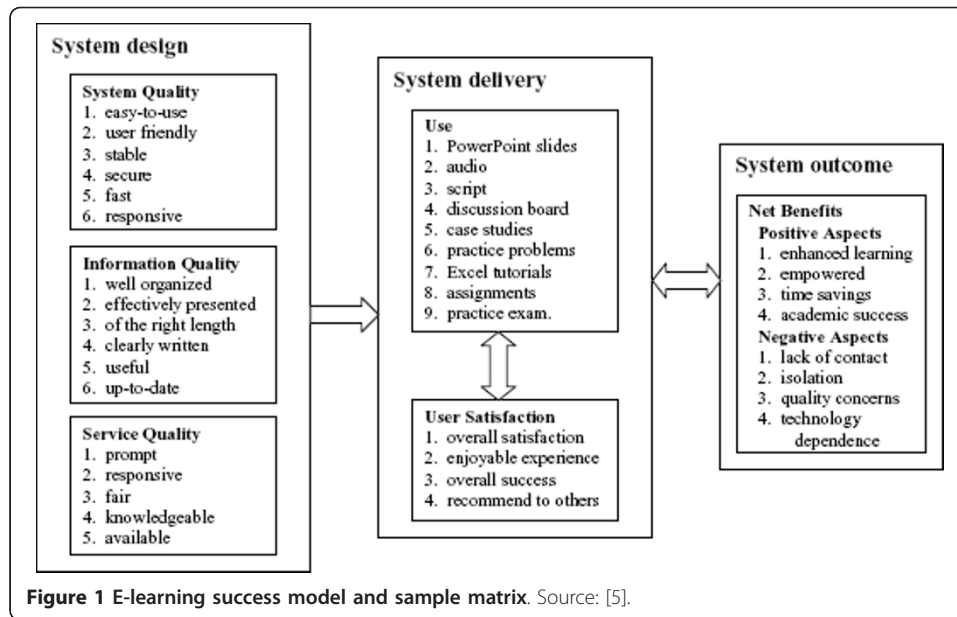 System design
System Quality
1. easy-to-use
2. user friendly
3. stable
4. secure
5. fast
6. responsive
Information Quality
1. well organized
2. effectively presented
3. of the right length
4. clearly written
5. useful
6. up-to-date
Service Quality
1. prompt
2. responsive
3. fair
4. knowledgeable
5. available
System delivery
Use
1. PowerPoint slides
2. audio
3. script
4. discussion board
5. case studies
6. practice problems
7. Excel tutorials
8. assignments
9. practice exam.
User Satisfaction
1. overall satisfaction
2. enjoyable experience
3. overall success
4. recommend to others
System outcome
Net Benefits
Positive Aspects
1. enhanced learning
2. empowered
3. time savings
4. academic success
Negative Aspects
1. lack of contact
2. isolation
3. quality concerns
4. technology
dependence
Figure 1 E-learning success model and sample matrix. Source: [5].